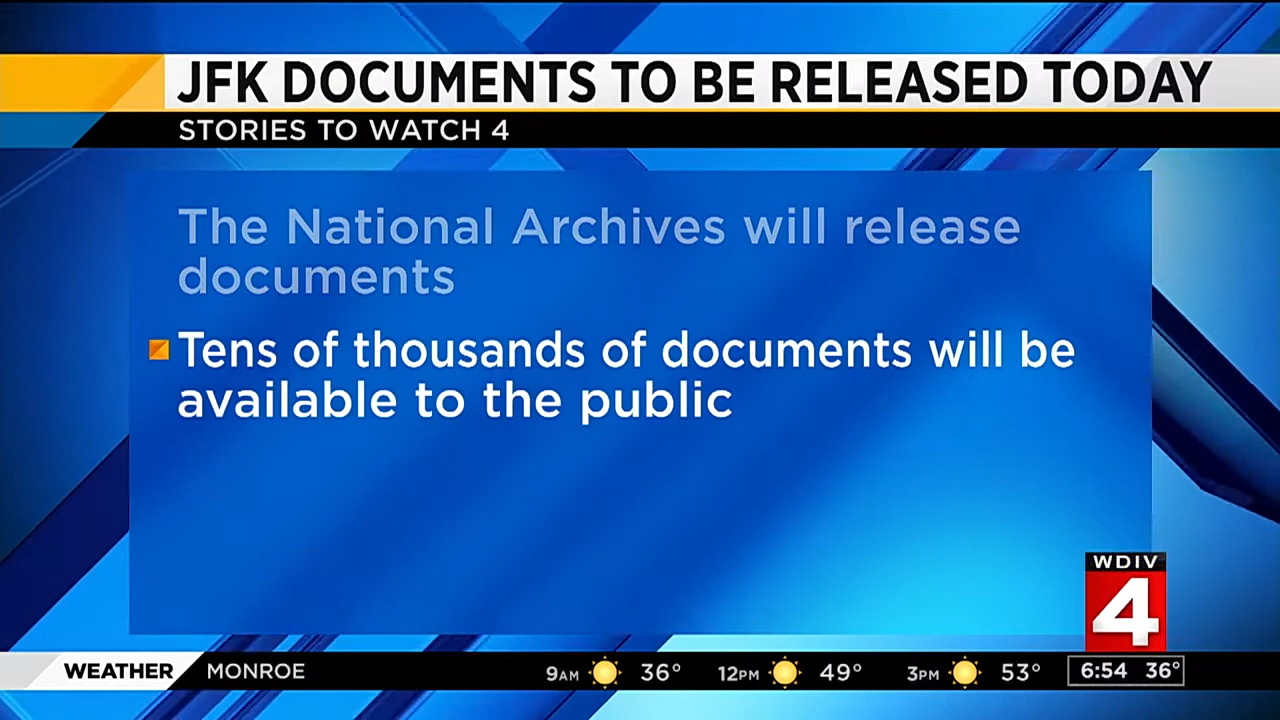 JFK DOCUMENTS TO BE RELEASED TODAY
STORIES TO WATCH 4
The National Archives will release
documents
Tens of thousands of documents will be
available to the public
WDIV
4
WEATHER MONROE 9AM 36° 12PM 49° 3PM 53° 6:54 36°